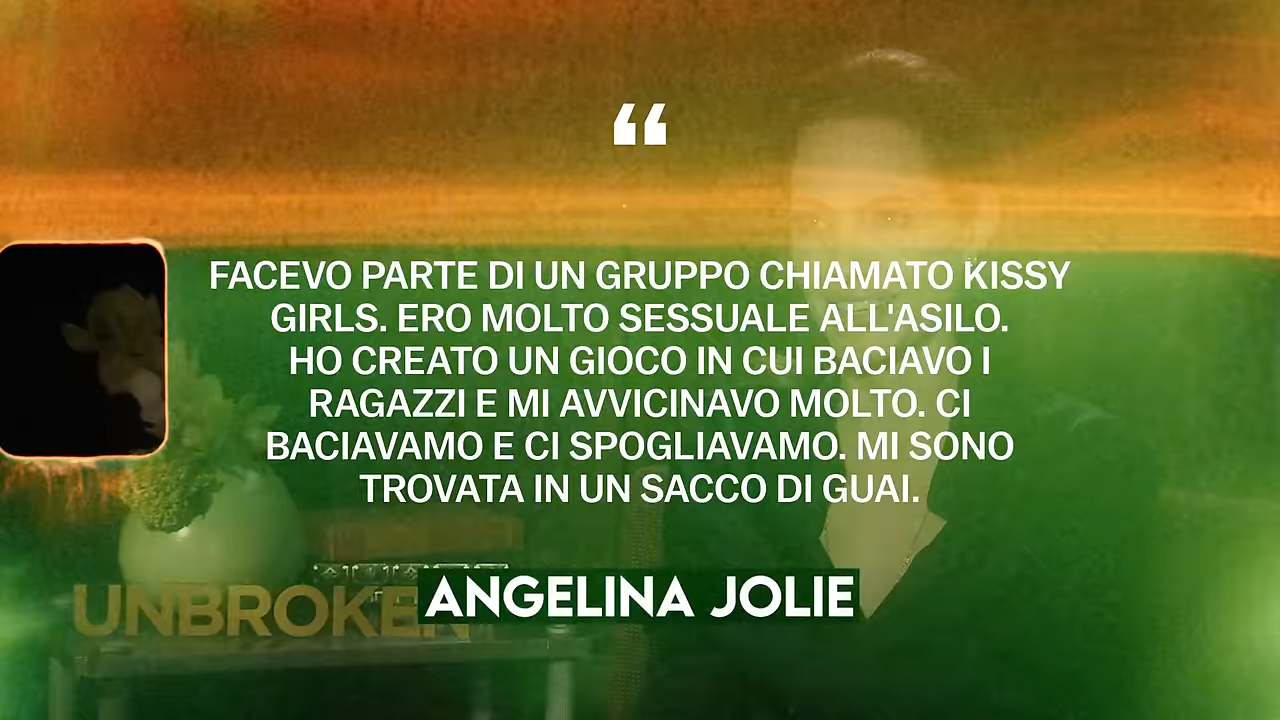 “
FACEVO PARTE DI UN GRUPPO CHIAMATO KISSY
GIRLS. ERO MOLTO SESSUALE ALL'ASILO.
HO CREATO UN GIOCO IN CUI BACIAVO I
RAGAZZI E MI AVVICINAVO MOLTO. CI
BACIAVAMO E CI SPOGLIAVAMO. MI SONO
TROVATA IN UN SACCO DI GUAI.
UNBROKEN
ANGELINA JOLIE